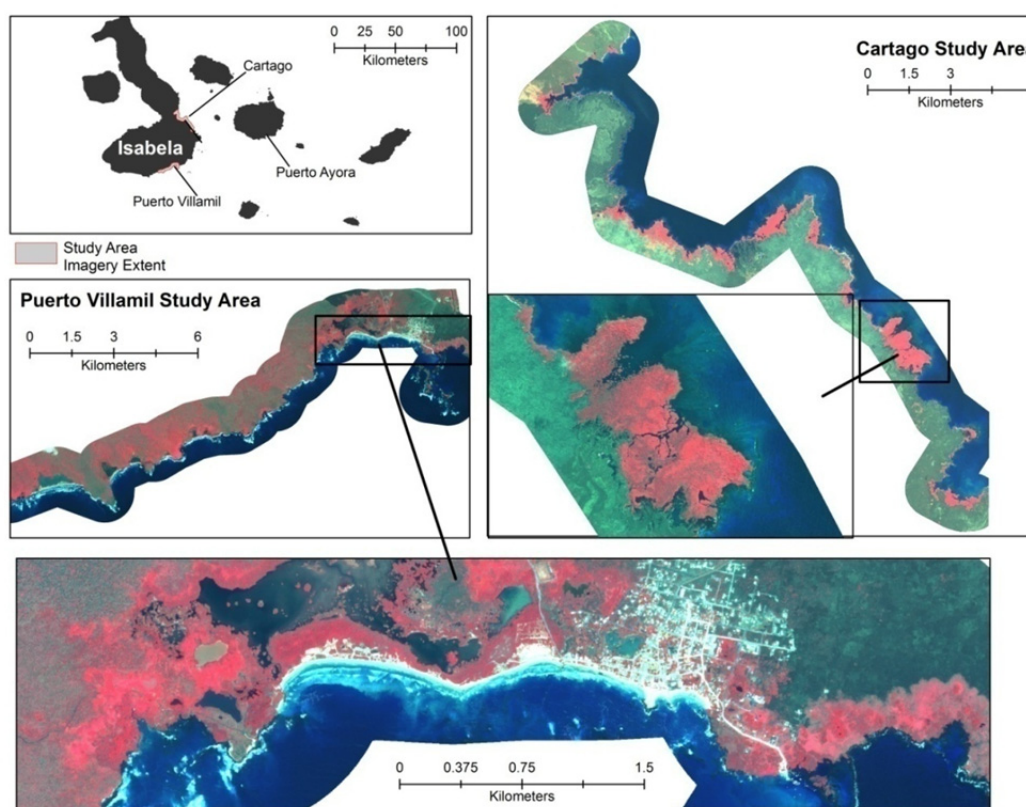 0 25 50 100
Kilometers
Cartago
Isabela
Puerto Ayora
Puerto Villamil
Study Area
Imagery Extent
Cartago Study Area
0 1.5 3
Kilometers
Puerto Villamil Study Area
0 1.5 3 6
Kilometers
0 0.375 0.75 1.5
Kilometers